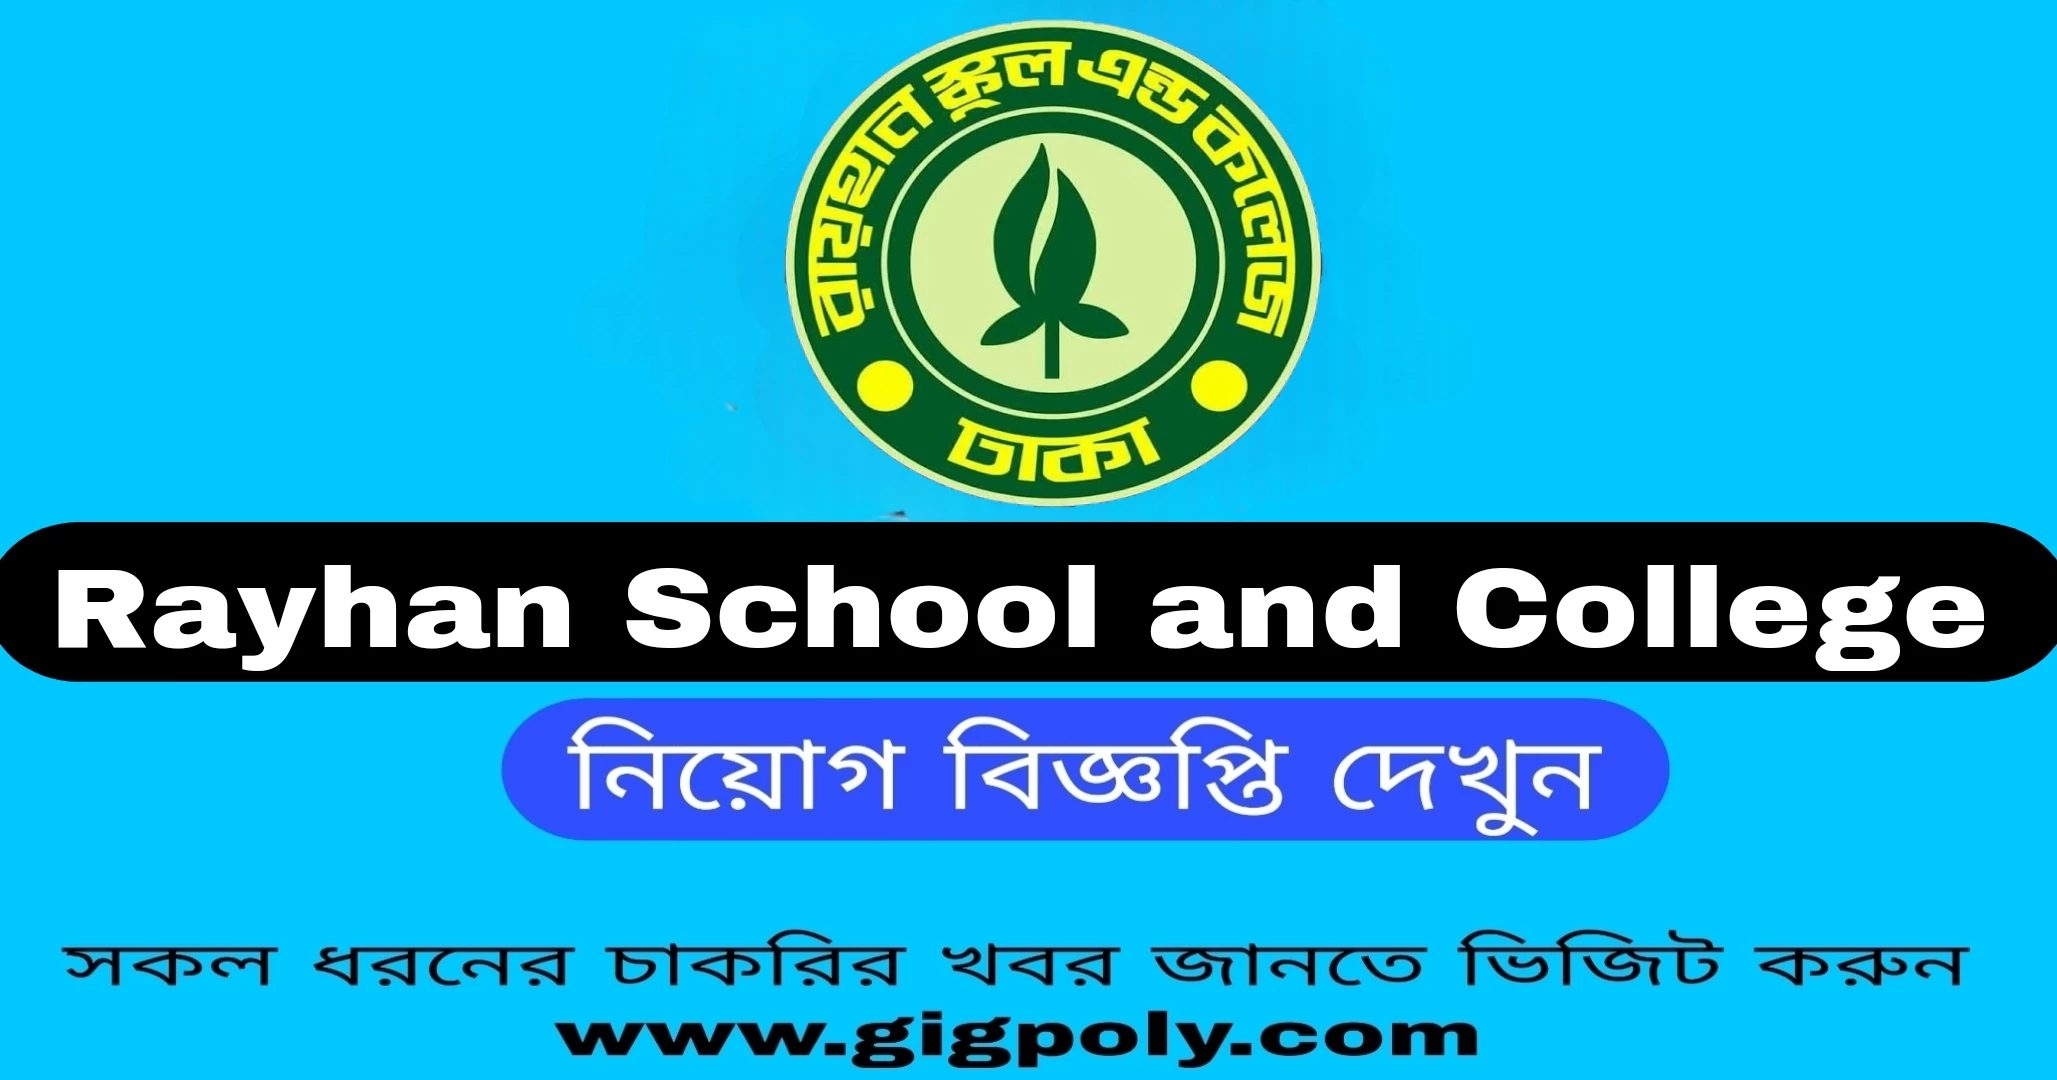 রায়হান স্কুল এন্ড কলেজ
ঢাকা
Rayhan School and College
নিয়োগ বিজ্ঞপ্তি দেখুন
সকল ধরনের চাকরির খবর জানতে ভিজিট করুন
www.gigpoly.com